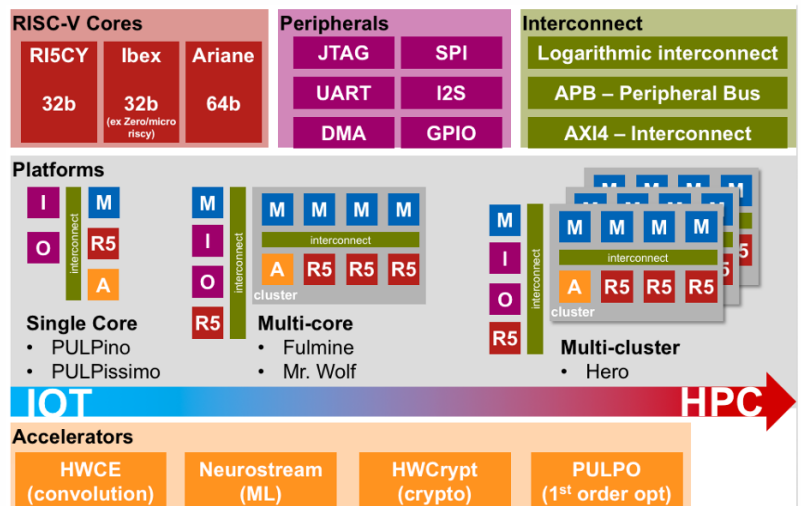 RISC-V Cores
RI5CY
32b
Ibex
32b
(ex Zero/micro
riscy)
Ariane
64b
Peripherals
JTAG
SPI
UART
I2S
DMA
GPIO
Interconnect
Logarithmic interconnect
APB – Peripheral Bus
AXI4 – Interconnect
Platforms
I
O
interconnect
M
R5
A
Single Core
• PULPino
• PULPissimo
M
I
O
R5
interconnect
M M M M
interconnect
A R5 R5 R5
cluster
Multi-core
• Fulmine
• Mr. Wolf
M
I
O
R5
interconnect
M M M M
interconnect
A R5 R5 R5
cluster
Multi-cluster
• Hero
IOT
HPC
Accelerators
HWCE
(convolution)
Neurostream
(ML)
HWCrypt
(crypto)
PULPO
(1st order opt)